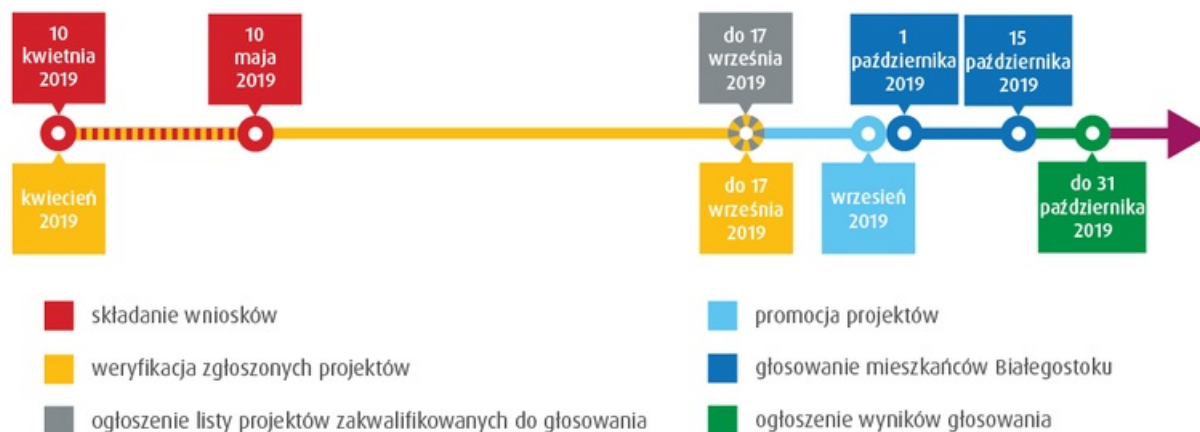 10
kwietnia
2019
10
maja
2019
do 17
września
2019
1
października
2019
15
października
2019
kwiecień
2019
do 17
września
2019
wrzesień
2019
do 31
października
2019
składanie wniosków
weryfikacja zgłoszonych projektów
ogłoszenie listy projektów zakwalifikowanych do głosowania
promocja projektów
głosowanie mieszkańców Białegostoku
ogłoszenie wyników głosowania